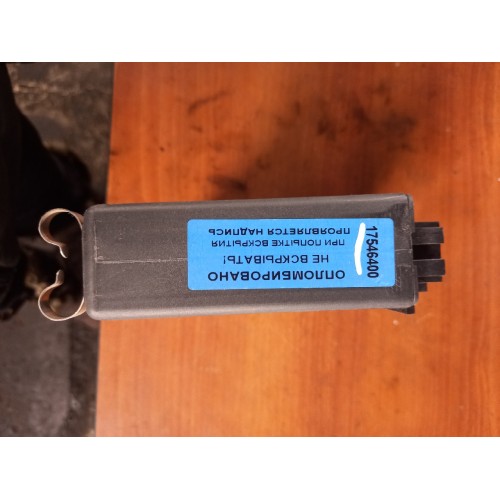 ОПЛОМБИРОВАНО
НЕ ВСКРЫВАТЬ!
ПРИ ПОПЫТКЕ ВСКРЫТИЯ
ПРОЯВЛЯЕТСЯ НАДПИСЬ
17546400